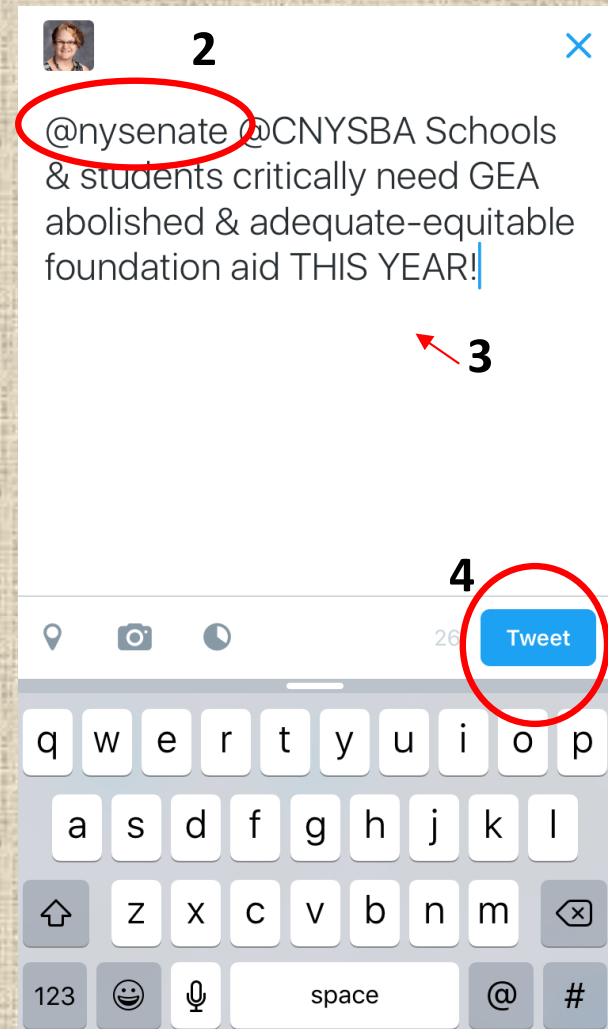 2
@nysenate @CNYSBA Schools
& students critically need GEA
abolished & adequate-equitable
foundation aid THIS YEAR!
3
4
26 Tweet
q w e r t y u i o p
a s d f g h j k l
z x c v b n m
123 space @ #